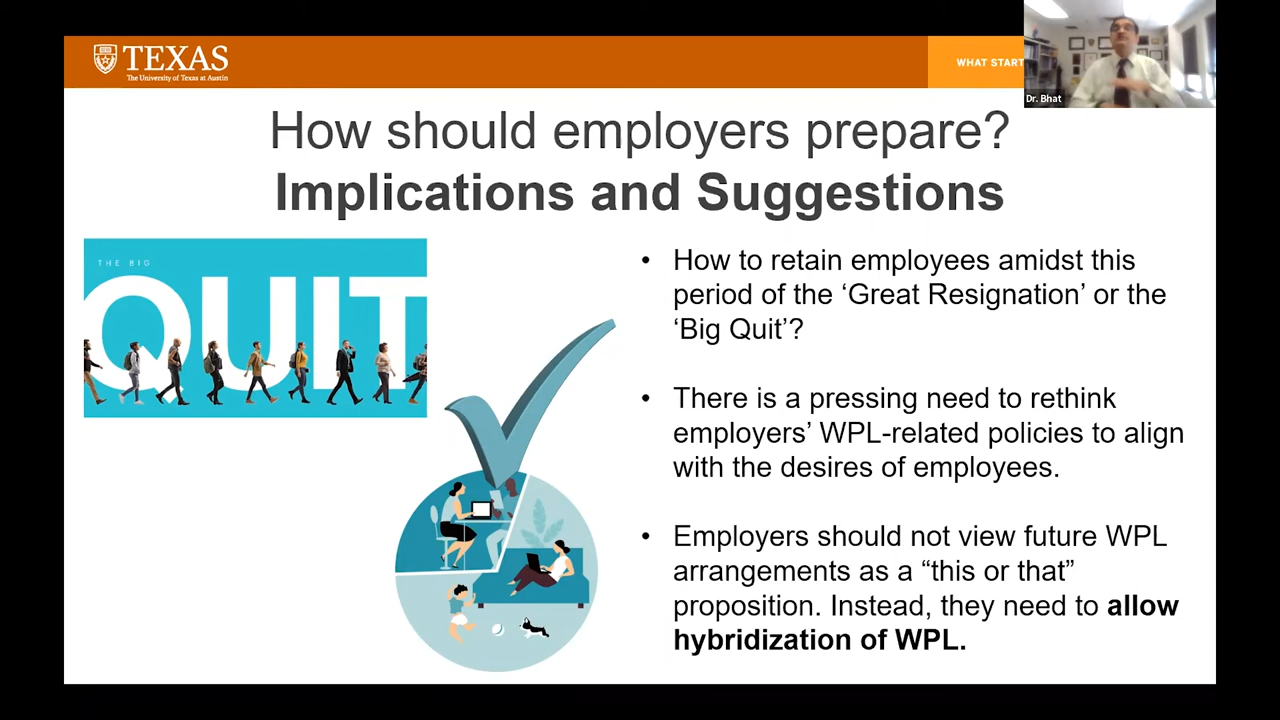 TEXAS
The University of Texas at Austin
WHAT START
Dr. Bhat
How should employers prepare?
Implications and Suggestions
THE BIG
QUIT
• How to retain employees amidst this
period of the ‘Great Resignation’ or the
‘Big Quit’?
• There is a pressing need to rethink
employers’ WPL-related policies to align
with the desires of employees.
• Employers should not view future WPL
arrangements as a “this or that”
proposition. Instead, they need to allow
hybridization of WPL.